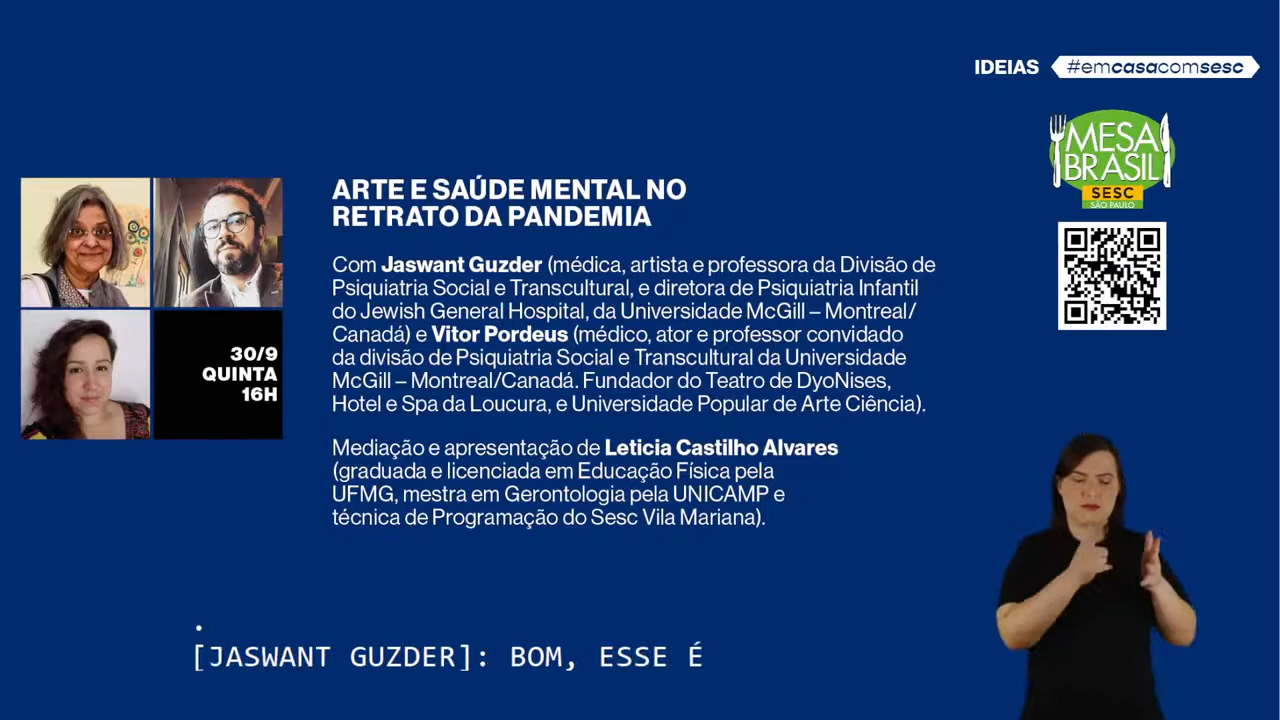 IDEIAS #emcasacomsesc
MESA
BRASIL
SESC
SÃO PAULO
ARTE E SAÚDE MENTAL NO
RETRATO DA PANDEMIA
Com Jaswant Guzder (médica, artista e professora da Divisão de
Psiquiatria Social e Transcultural, e diretora de Psiquiatria Infantil
do Jewish General Hospital, da Universidade McGill – Montreal/
Canadá) e Vitor Pordeus (médico, ator e professor convidado
da divisão de Psiquiatria Social e Transcultural da Universidade
McGill – Montreal/Canadá. Fundador do Teatro de DyoNises,
Hotel e Spa da Loucura, e Universidade Popular de Arte Ciência).
30/9
QUINTA
16H
Mediação e apresentação de Leticia Castilho Alvares
(graduada e licenciada em Educação Física pela
UFMG, mestra em Gerontologia pela UNICAMP e
técnica de Programação do Sesc Vila Mariana).
.
[JASWANT GUZDER]: BOM, ESSE É